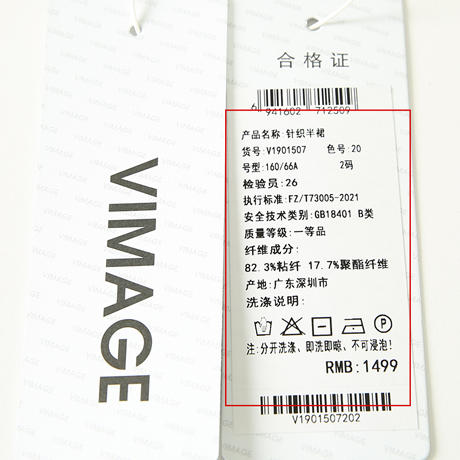 VIMAGE
合格证
6 941602 712509
产品名称:针织半裙
货号:V1901507 色号:20
号型:160/66A 2码
检验员:26
执行标准:FZ/T73005-2021
安全技术类别:GB18401 B类
质量等级:一等品
纤维成分:
82.3%粘纤 17.7%聚酯纤维
产地:广东深圳市
洗涤说明:
P
注:分开洗涤、即洗即晾、不可浸泡!
RMB:1499
V1901507202